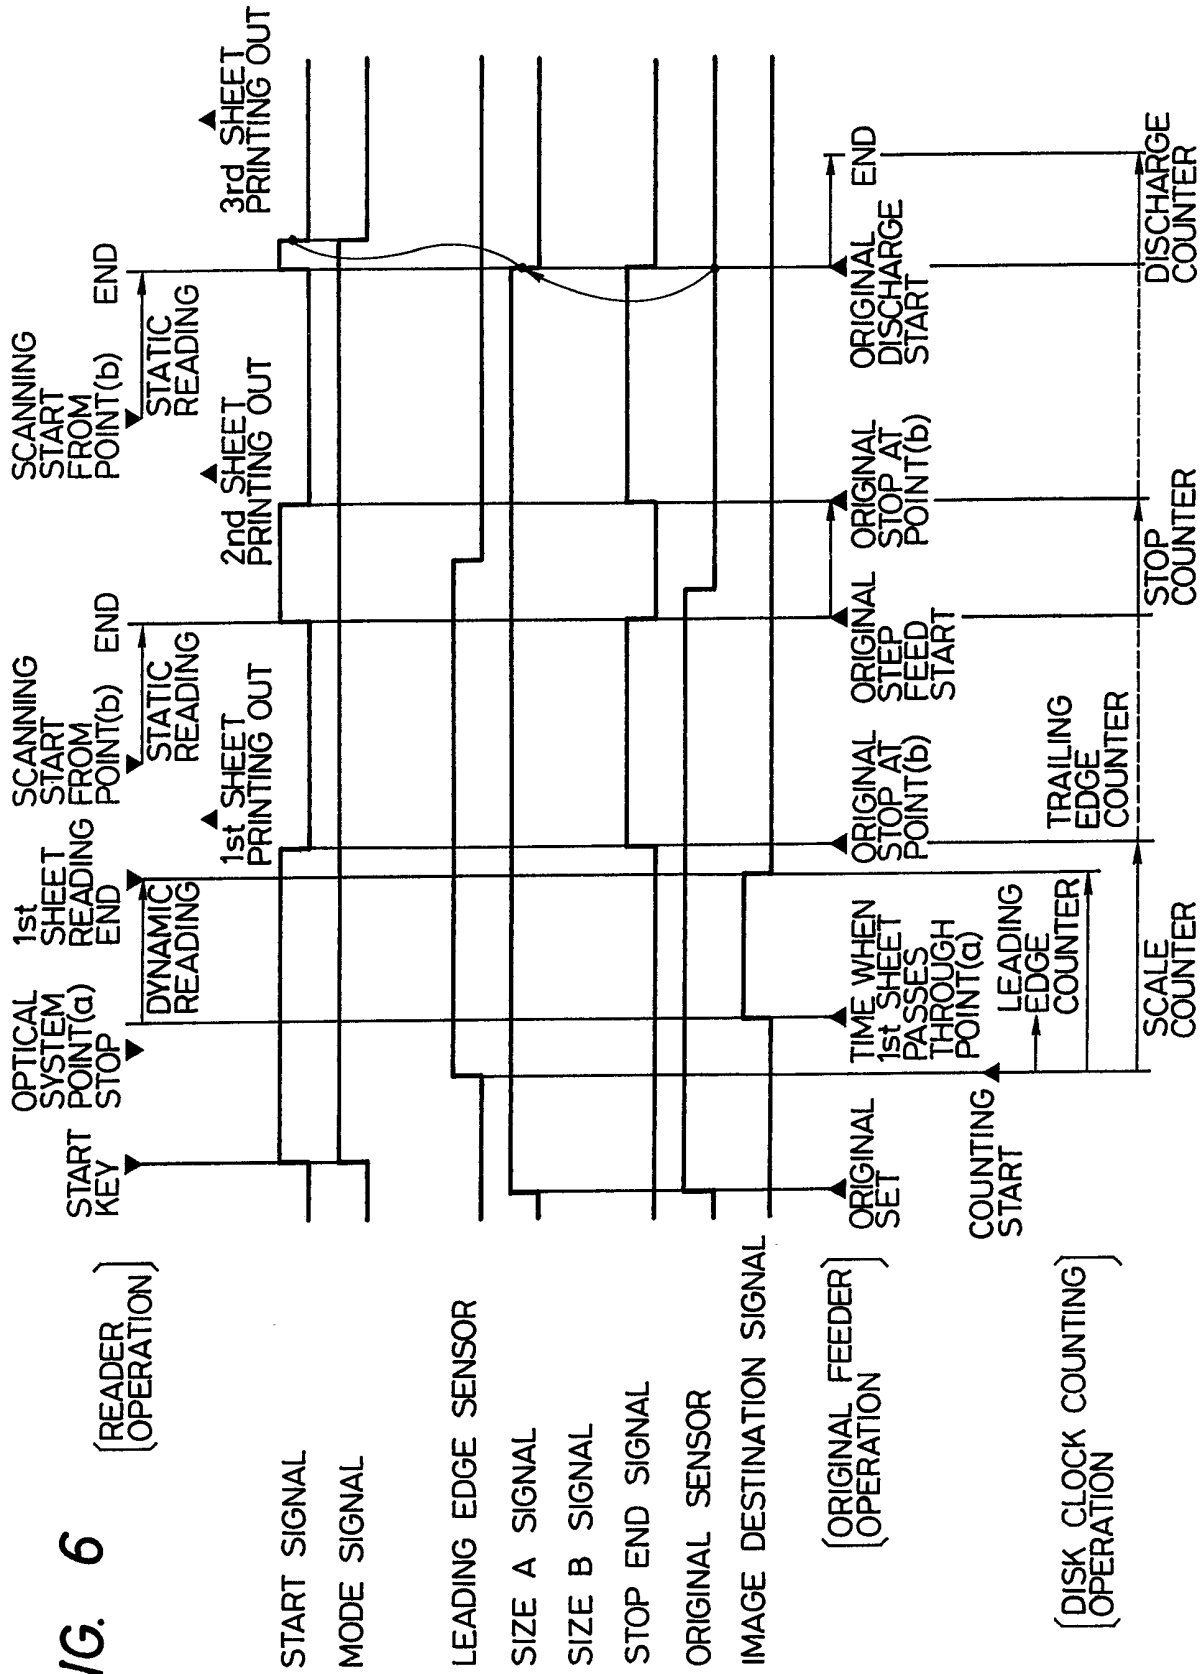 FIG. 6
(READER
OPERATION)
START
KEY
OPTICAL
SYSTEM
POINT(a)
STOP
1st
SHEET
READING
END
DYNAMIC
READING
SCANNING
START
FROM
POINT(b)
END
STATIC
READING
SCANNING
START
FROM
POINT(b)
END
STATIC
READING
1st SHEET
PRINTING OUT
2nd SHEET
PRINTING OUT
3rd SHEET
PRINTING OUT
START SIGNAL
MODE SIGNAL
LEADING EDGE SENSOR
SIZE A SIGNAL
SIZE B SIGNAL
STOP END SIGNAL
ORIGINAL SENSOR
IMAGE DESTINATION SIGNAL
(ORIGINAL FEEDER
OPERATION)
ORIGINAL
SET
TIME WHEN
1st SHEET
PASSES
THROUGH
POINT(a)
ORIGINAL
STOP AT
POINT(b)
ORIGINAL
STEP
FEED
START
ORIGINAL
STOP AT
POINT(b)
ORIGINAL
DISCHARGE
START
END
COUNTING
START
LEADING
EDGE
COUNTER
TRAILING
EDGE
COUNTER
(DISK CLOCK COUNTING
OPERATION)
SCALE
COUNTER
STOP
COUNTER
DISCHARGE
COUNTER